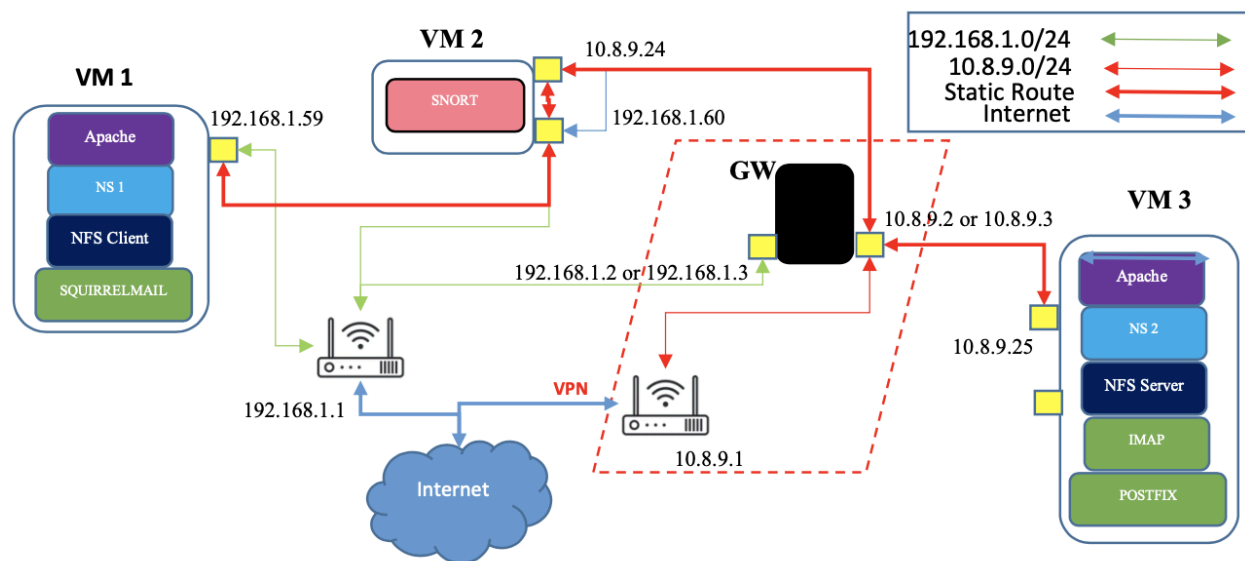 VM 1
Apache
NS 1
NFS Client
SQUIRRELMAIL
192.168.1.59
VM 2
SNORT
10.8.9.24
192.168.1.60
192.168.1.0/24
10.8.9.0/24
Static Route
Internet
GW
10.8.9.2 or 10.8.9.3
192.168.1.2 or 192.168.1.3
VM 3
Apache
NS 2
NFS Server
IMAP
POSTFIX
10.8.9.25
192.168.1.1
VPN
10.8.9.1
Internet